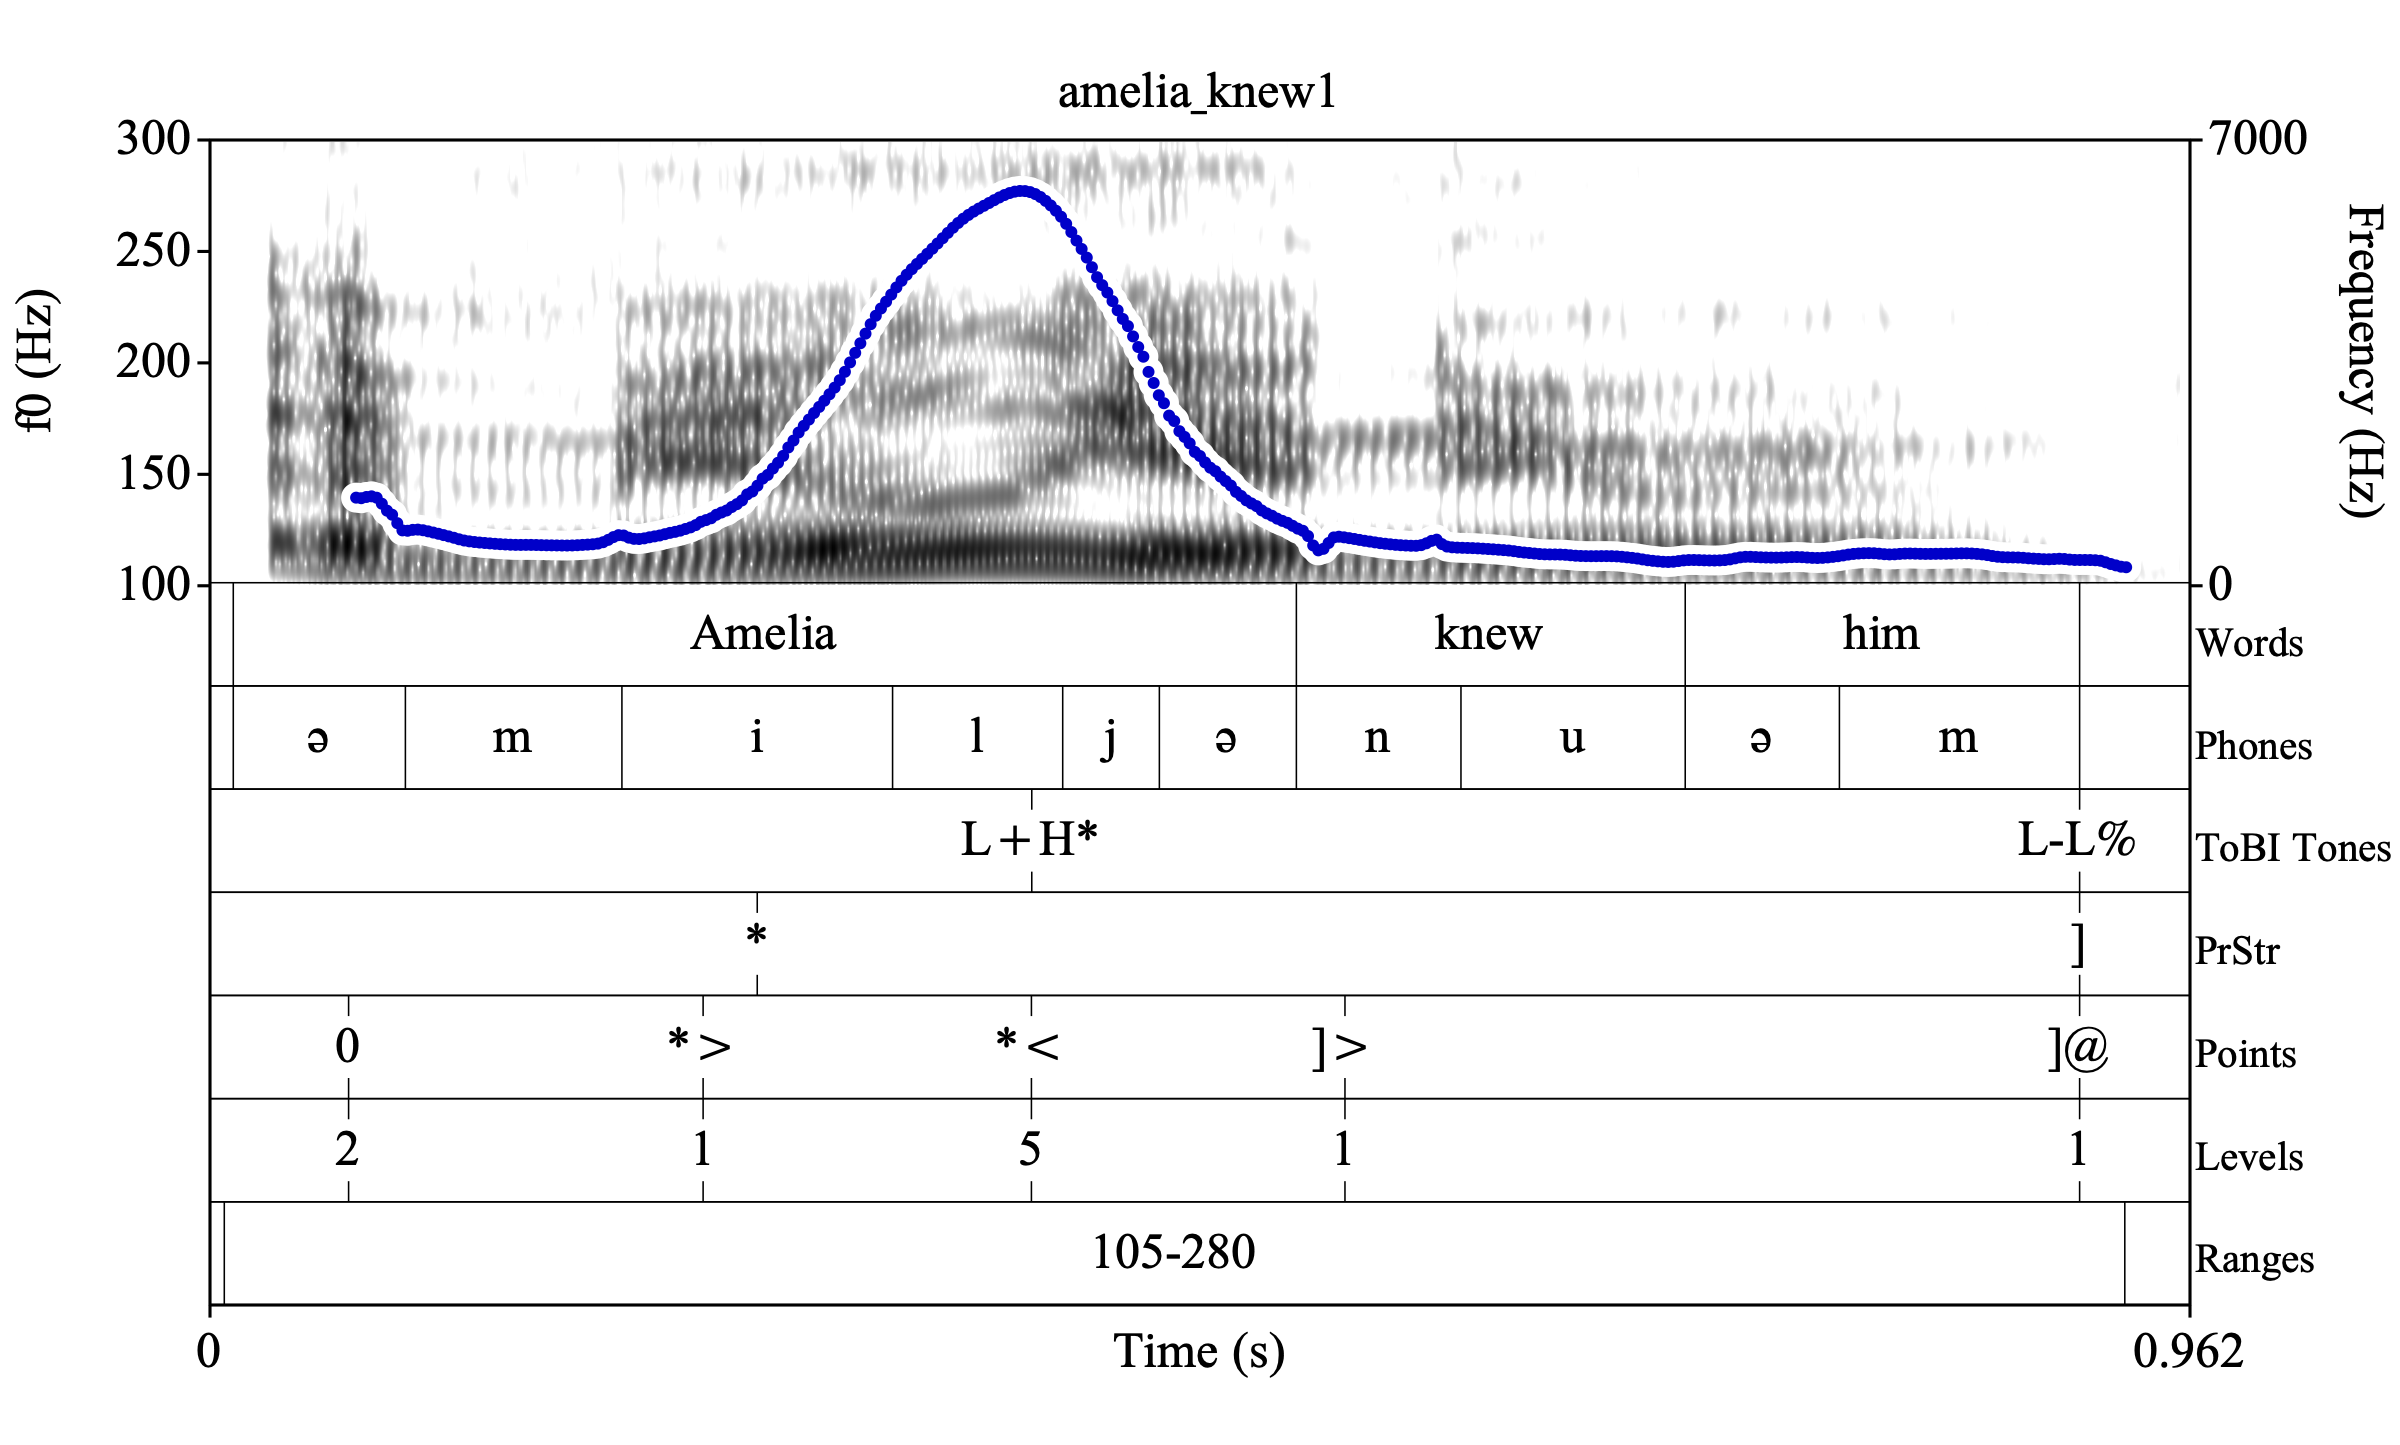 amelia_knew1
300
7000
250
200
150
100
0
f0 (Hz)
Frequency (Hz)
Amelia knew him Words
ə m i l j ə n u ə m Phones
L+H* L-L% ToBI Tones
* ] PrStr
0 *> *< ]> ]@ Points
2 1 5 1 1 Levels
105-280 Ranges
0 Time (s) 0.962